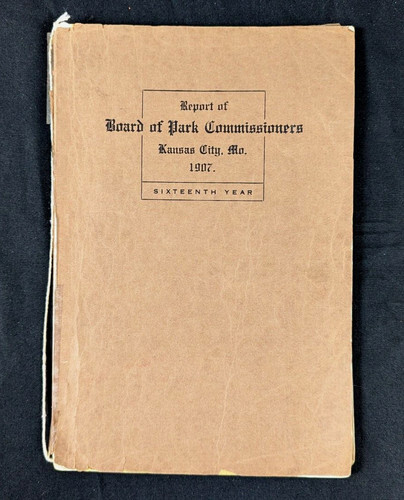 Report of
Board of Park Commissioners
Kansas City, Mo.
1907.
SIXTEENTH YEAR